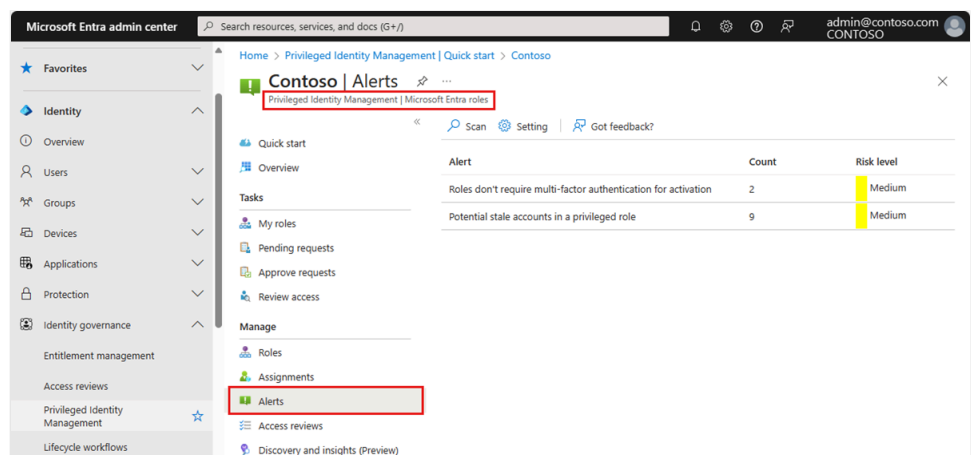 Microsoft Entra admin center
Search resources, services, and docs (G+/)
admin@contoso.com
CONTOSO
Favorites
Identity
Overview
Users
Groups
Devices
Applications
Protection
Identity governance
Entitlement management
Access reviews
Privileged Identity
Management
Lifecycle workflows
Home > Privileged Identity Management | Quick start > Contoso
Contoso | Alerts
Privileged Identity Management | Microsoft Entra roles
Quick start
Overview
Tasks
My roles
Pending requests
Approve requests
Review access
Manage
Roles
Assignments
Alerts
Access reviews
Discovery and insights (Preview)
Scan Setting Got feedback?
Alert Count Risk level
Roles don't require multi-factor authentication for activation 2 Medium
Potential stale accounts in a privileged role 9 Medium